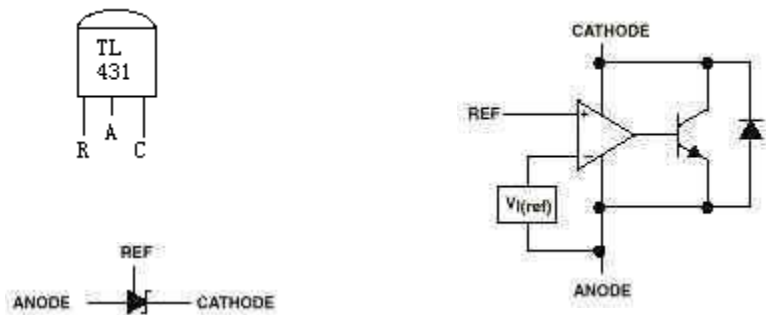 TL
431
R A C
REF
ANODE CATHODE
CATHODE
REF
+
−
VI(ref)
ANODE